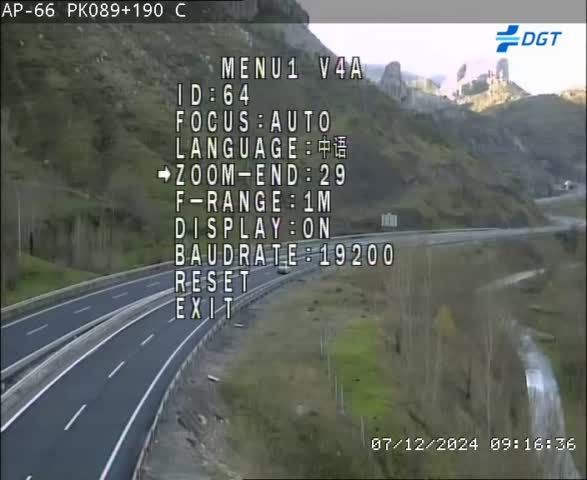 AP-66 PK089+190 C
DGT
MENU1 V4A
ID:64
FOCUS:AUTO
LANGUAGE:中语
ZOOM-END:29
F-RANGE:1M
DISPLAY:ON
BAUDRATE:19200
RESET
EXIT
07/12/2024 09:16:36